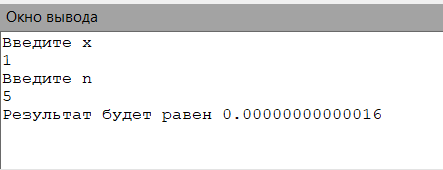 Окно вывода
Введите x
1
Введите n
5
Результат будет равен 0.00000000000016